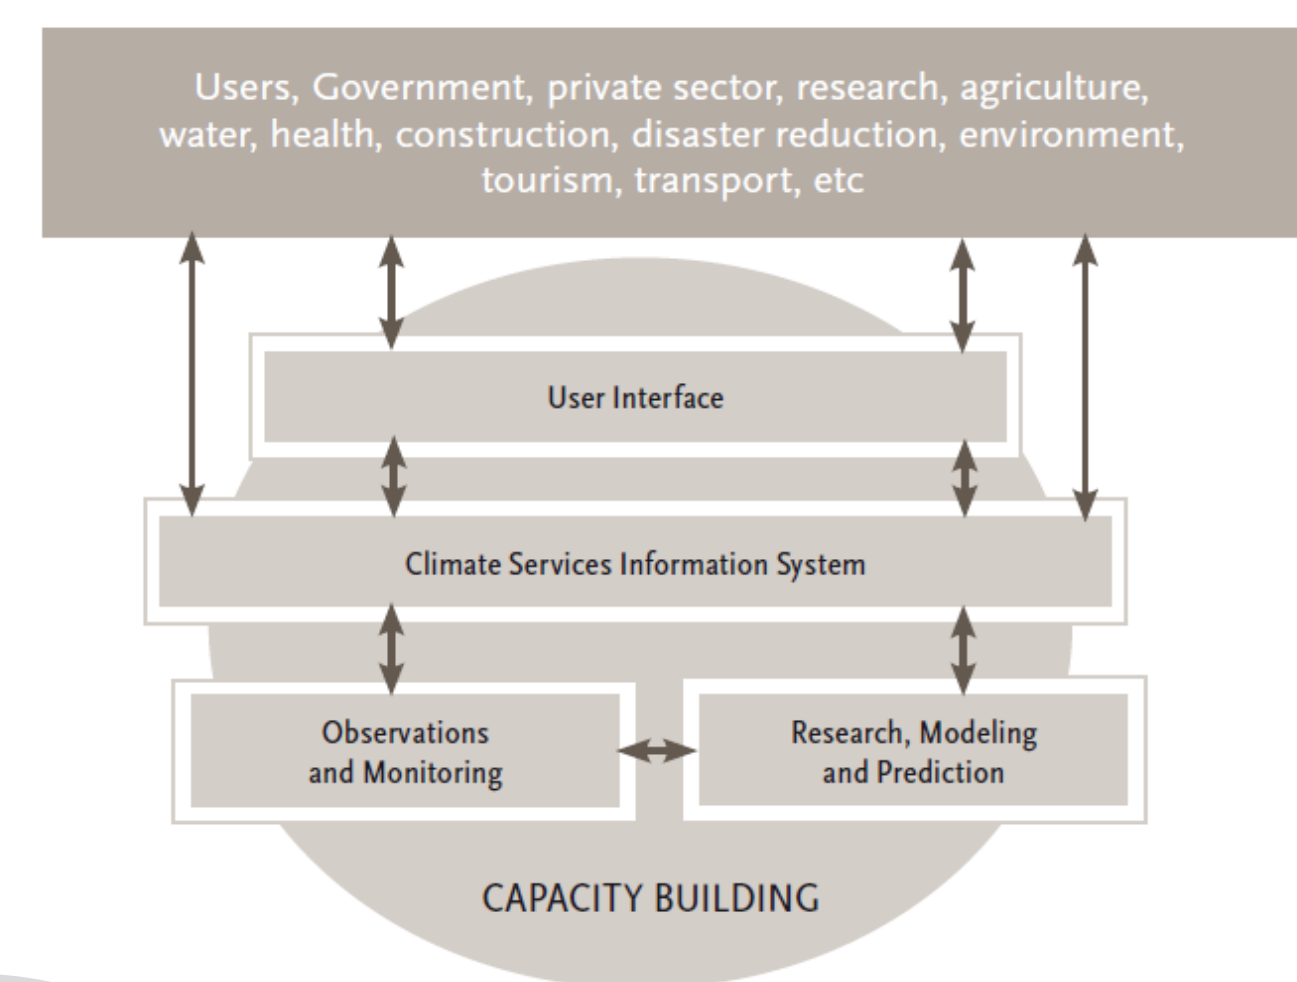 Users, Government, private sector, research, agriculture,
water, health, construction, disaster reduction, environment,
tourism, transport, etc
User Interface
Climate Services Information System
Observations
and Monitoring
Research, Modeling
and Prediction
CAPACITY BUILDING